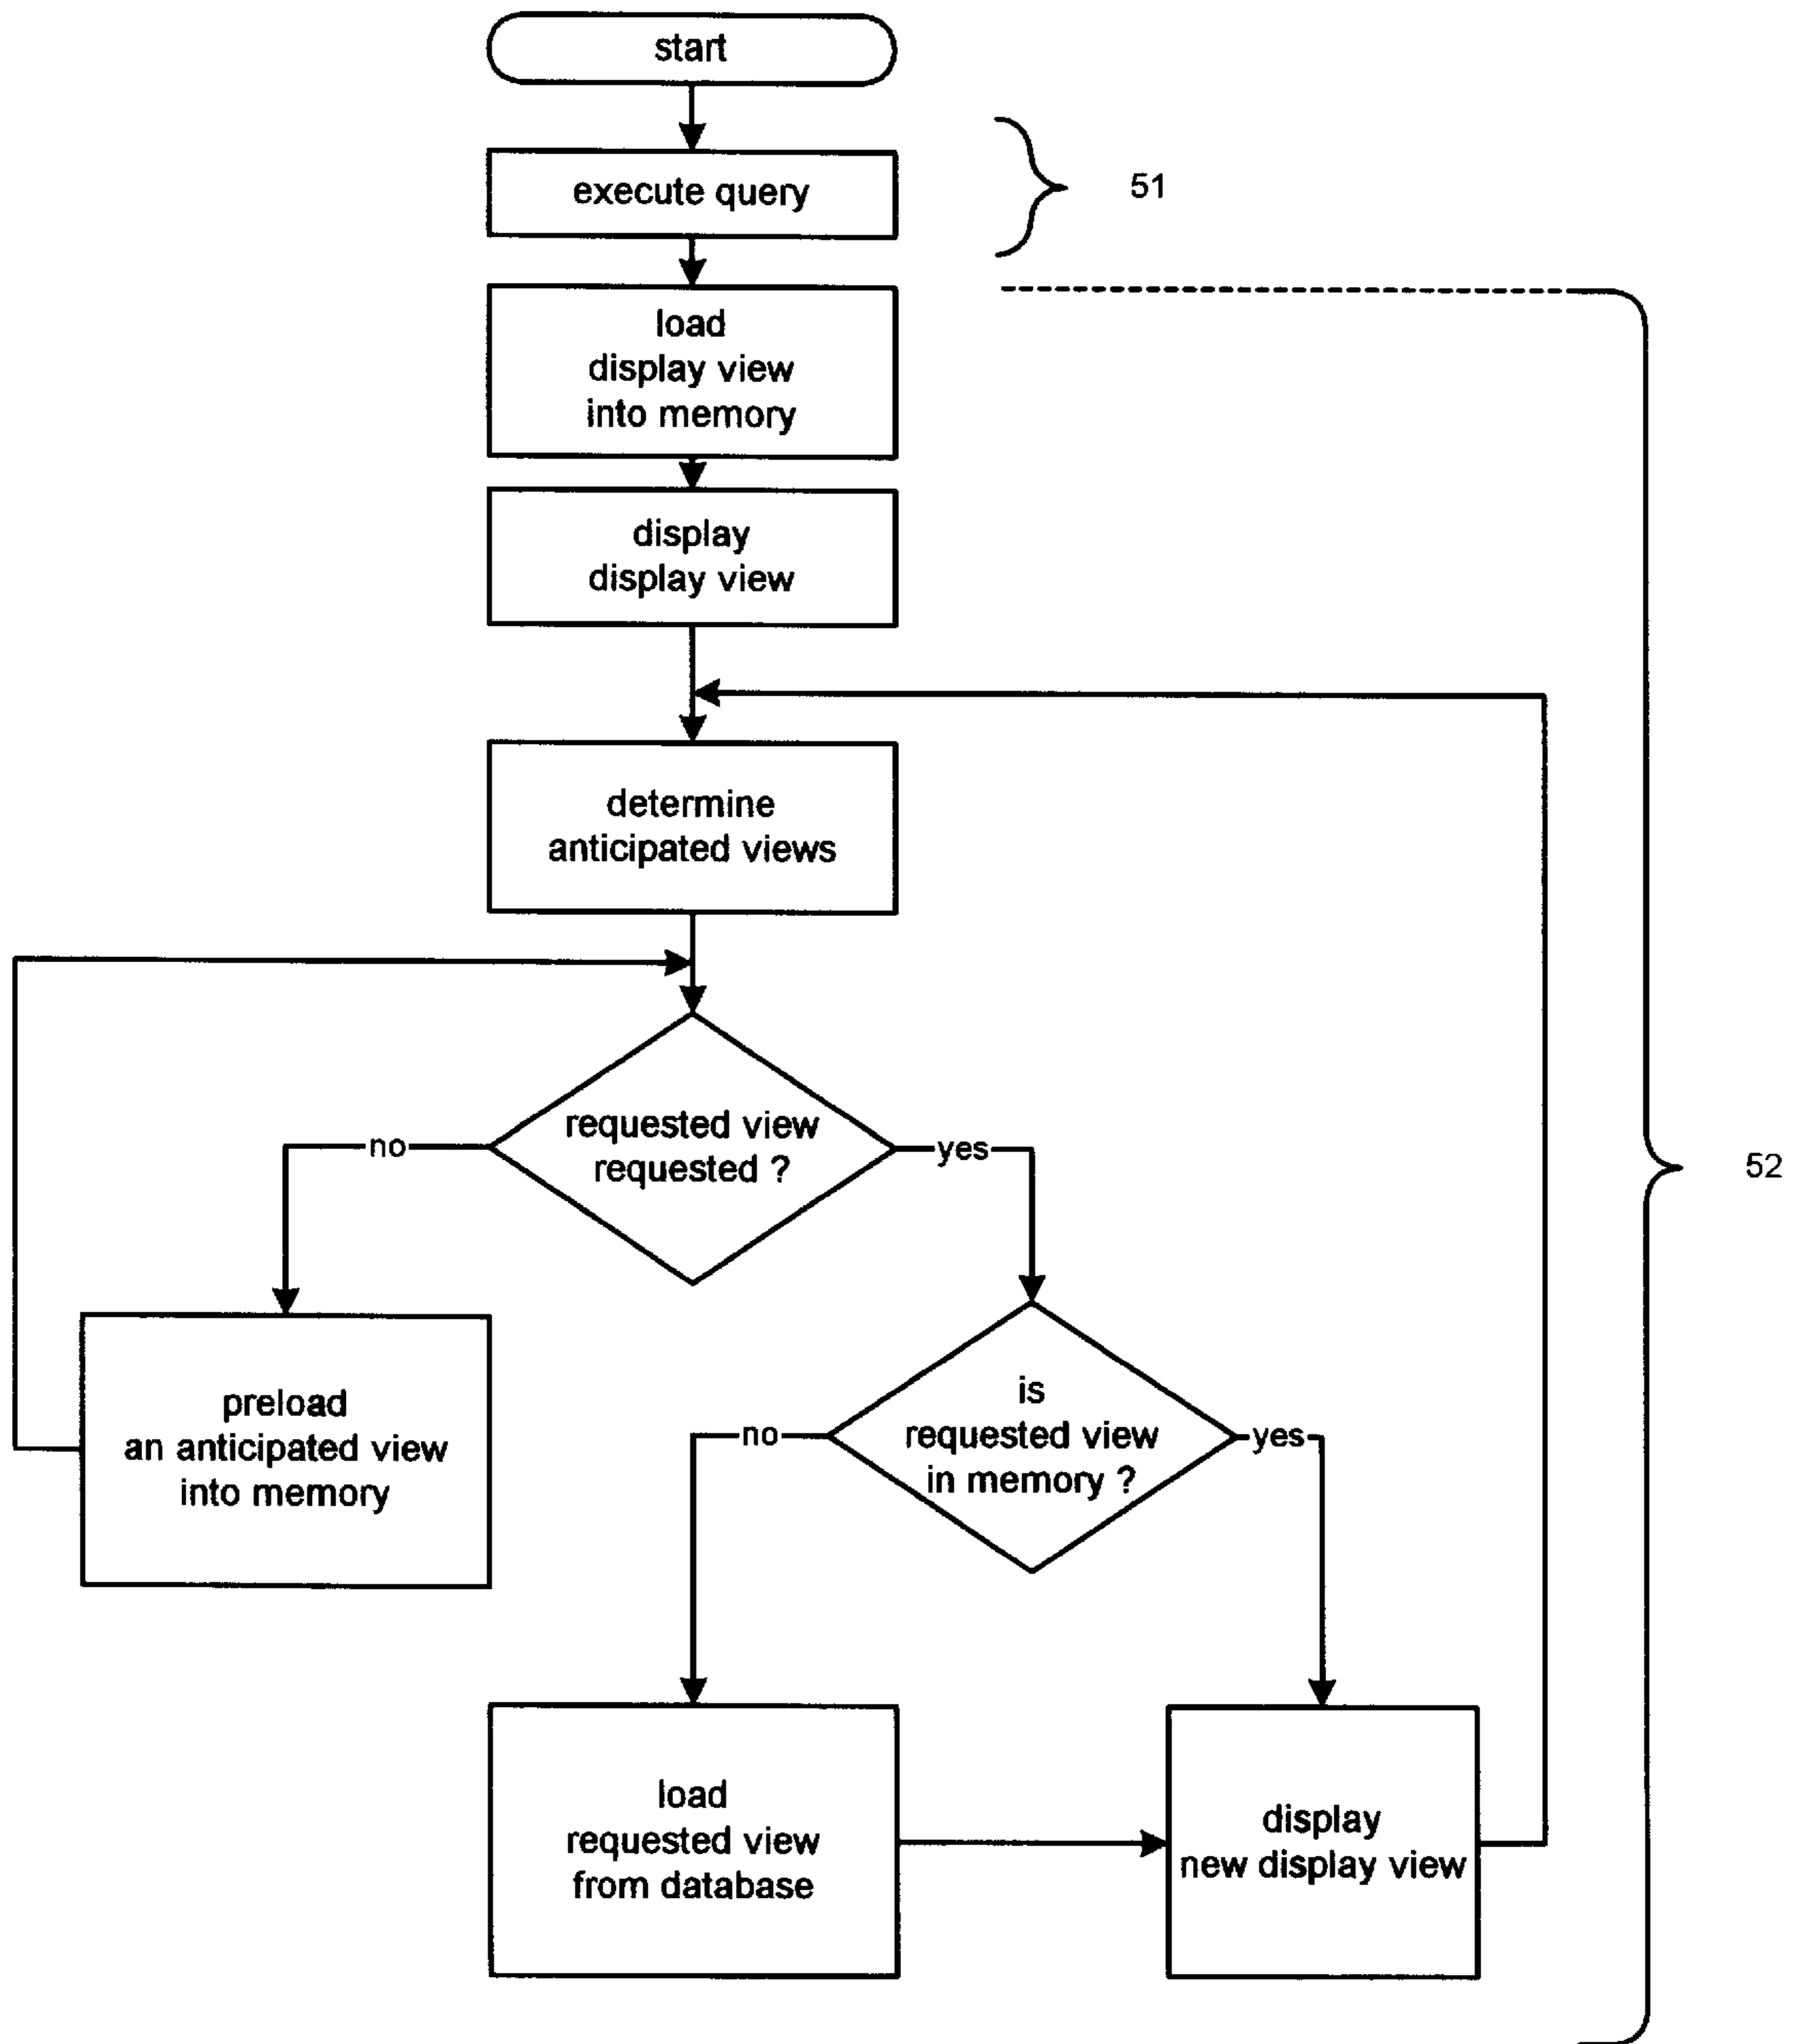 start
execute query
51
load
display view
into memory
display
display view
determine
anticipated views
requested view
requested ?
no
yes
52
preload
an anticipated view
into memory
is
requested view
in memory ?
no
yes
load
requested view
from database
display
new display view